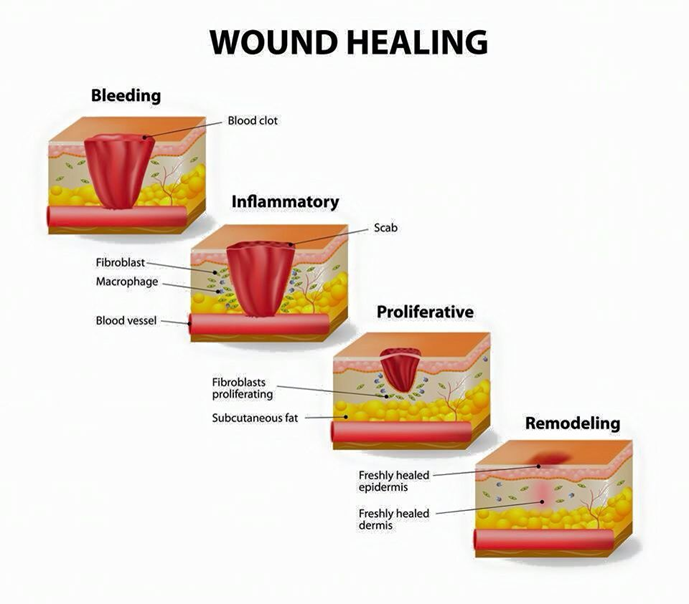 WOUND HEALING
Bleeding
Blood clot
Inflammatory
Scab
Fibroblast
Macrophage
Blood vessel
Proliferative
Fibroblasts
proliferating
Subcutaneous fat
Remodeling
Freshly healed
epidermis
Freshly healed
dermis